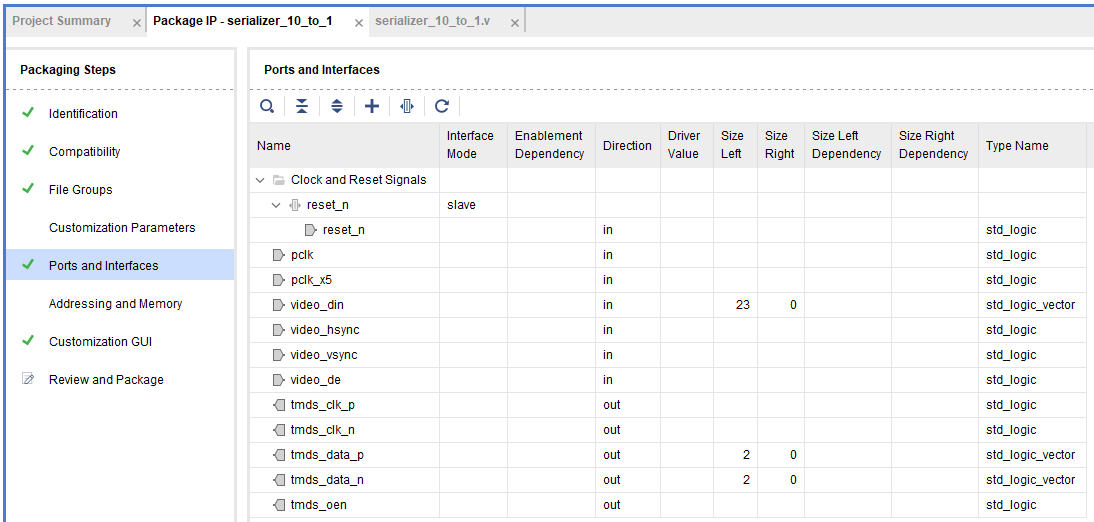 Project Summary × Package IP - serializer_10_to_1 × serializer_10_to_1.v ×
Packaging Steps
Identification
Compatibility
File Groups
Customization Parameters
Ports and Interfaces
Addressing and Memory
Customization GUI
Review and Package
Ports and Interfaces
Name Interface Mode Enablement Dependency Direction Driver Value Size Left Size Right Size Left Dependency Size Right Dependency Type Name
Clock and Reset Signals
reset_n slave
reset_n in std_logic
pclk in std_logic
pclk_x5 in std_logic
video_din in 23 0 std_logic_vector
video_hsync in std_logic
video_vsync in std_logic
video_de in std_logic
tmds_clk_p out std_logic
tmds_clk_n out std_logic
tmds_data_p out 2 0 std_logic_vector
tmds_data_n out 2 0 std_logic_vector
tmds_oen out std_logic